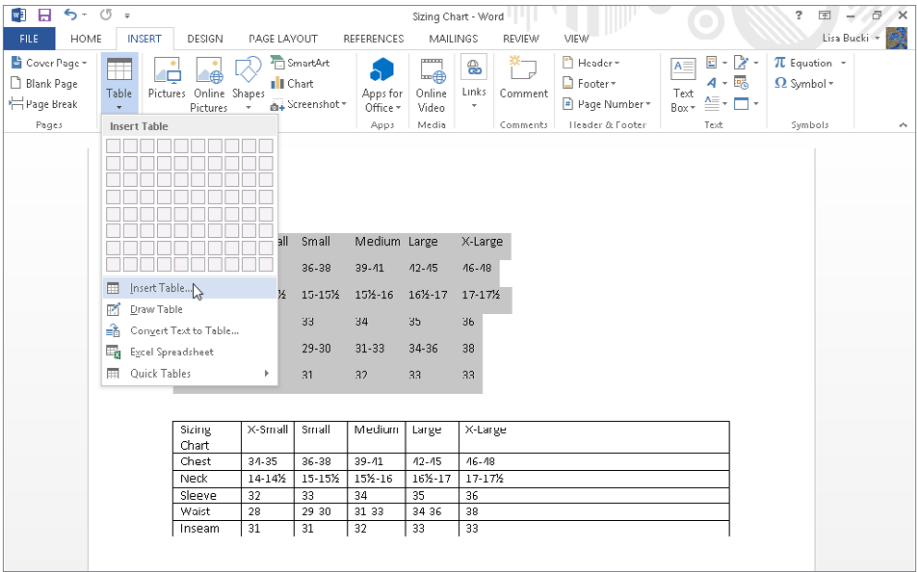 Sizing Chart - Word
?
FILE HOME INSERT DESIGN PAGE LAYOUT REFERENCES MAILINGS REVIEW VIEW Lisa Bucki
Cover Page
Blank Page
Page Break
Pages
Table
Pictures
Online Pictures
Shapes
SmartArt
Chart
Screenshot
Apps for Office
Apps
Online Video
Media
Links
Comment
Comments
Header
Footer
Page Number
Header & Footer
Text Box
Text
π Equation
Ω Symbol
Symbols
Insert Table
Insert Table...
Draw Table
Convert Text to Table...
Excel Spreadsheet
Quick Tables
all Small Medium Large X-Large
36-38 39-41 42-45 46-48
½ 15-15½ 15½-16 16½-17 17-17½
33 34 35 36
29-30 31-33 34-36 38
31 32 33 33
Sizing Chart X-Small Small Medium Large X-Large
Chest 34-35 36-38 39-41 42-45 46-48
Neck 14-14½ 15-15½ 15½-16 16½-17 17-17½
Sleeve 32 33 34 35 36
Waist 28 29-30 31-33 34-36 38
Inseam 31 31 32 33 33